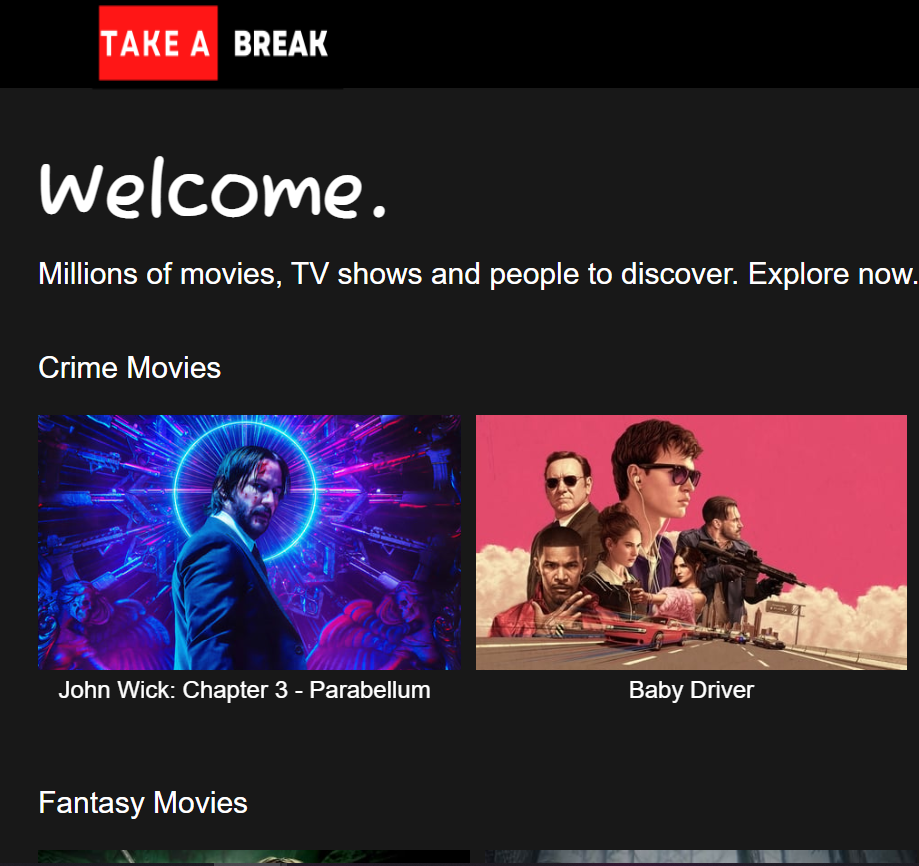 TAKE A BREAK
Welcome.
Millions of movies, TV shows and people to discover. Explore now.
Crime Movies
John Wick: Chapter 3 - Parabellum
Baby Driver
Fantasy Movies